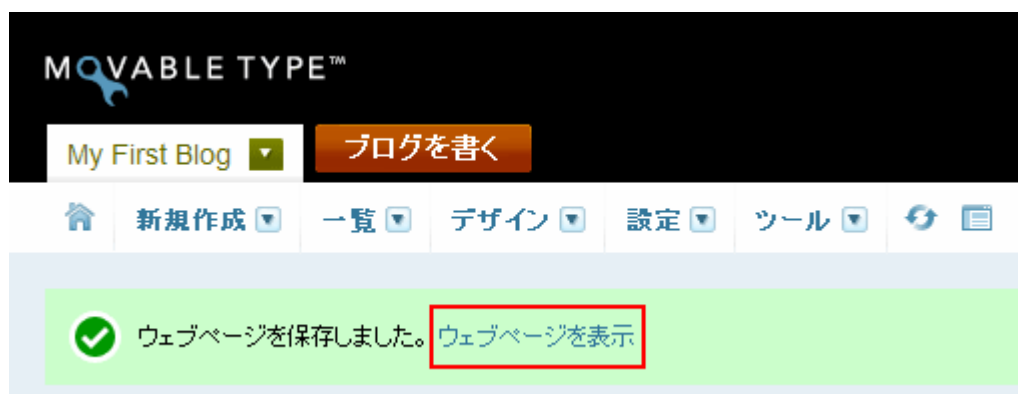 MOVABLE TYPE™
My First Blog ブログを書く
新規作成 一覧 デザイン 設定 ツール
ウェブページを保存しました。ウェブページを表示